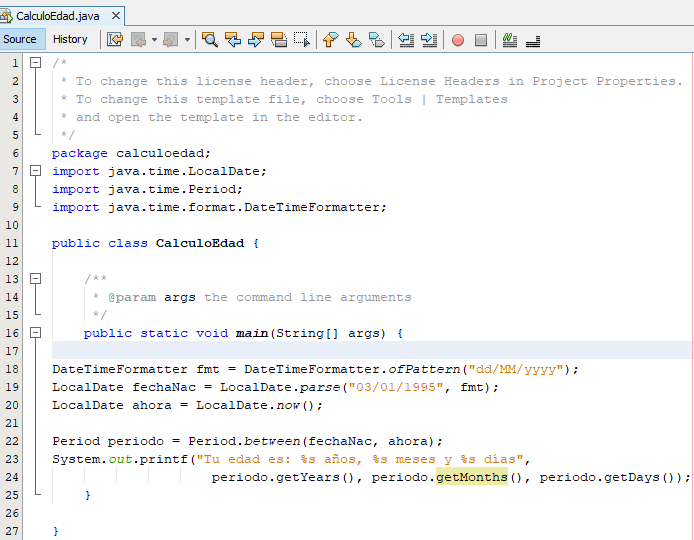 CalculoEdad.java
Source History
1 /*
2 * To change this license header, choose License Headers in Project Properties.
3 * To change this template file, choose Tools | Templates
4 * and open the template in the editor.
5 */
6 package calculoedad;
7 import java.time.LocalDate;
8 import java.time.Period;
9 import java.time.format.DateTimeFormatter;
10
11 public class CalculoEdad {
12
13 /**
14 * @param args the command line arguments
15 */
16 public static void main(String[] args) {
17
18 DateTimeFormatter fmt = DateTimeFormatter.ofPattern("dd/MM/yyyy");
19 LocalDate fechaNac = LocalDate.parse("03/01/1995", fmt);
20 LocalDate ahora = LocalDate.now();
21
22 Period periodo = Period.between(fechaNac, ahora);
23 System.out.printf("Tu edad es: %s años, %s meses y %s días",
24 periodo.getYears(), periodo.getMonths(), periodo.getDays());
25 }
26
27 }